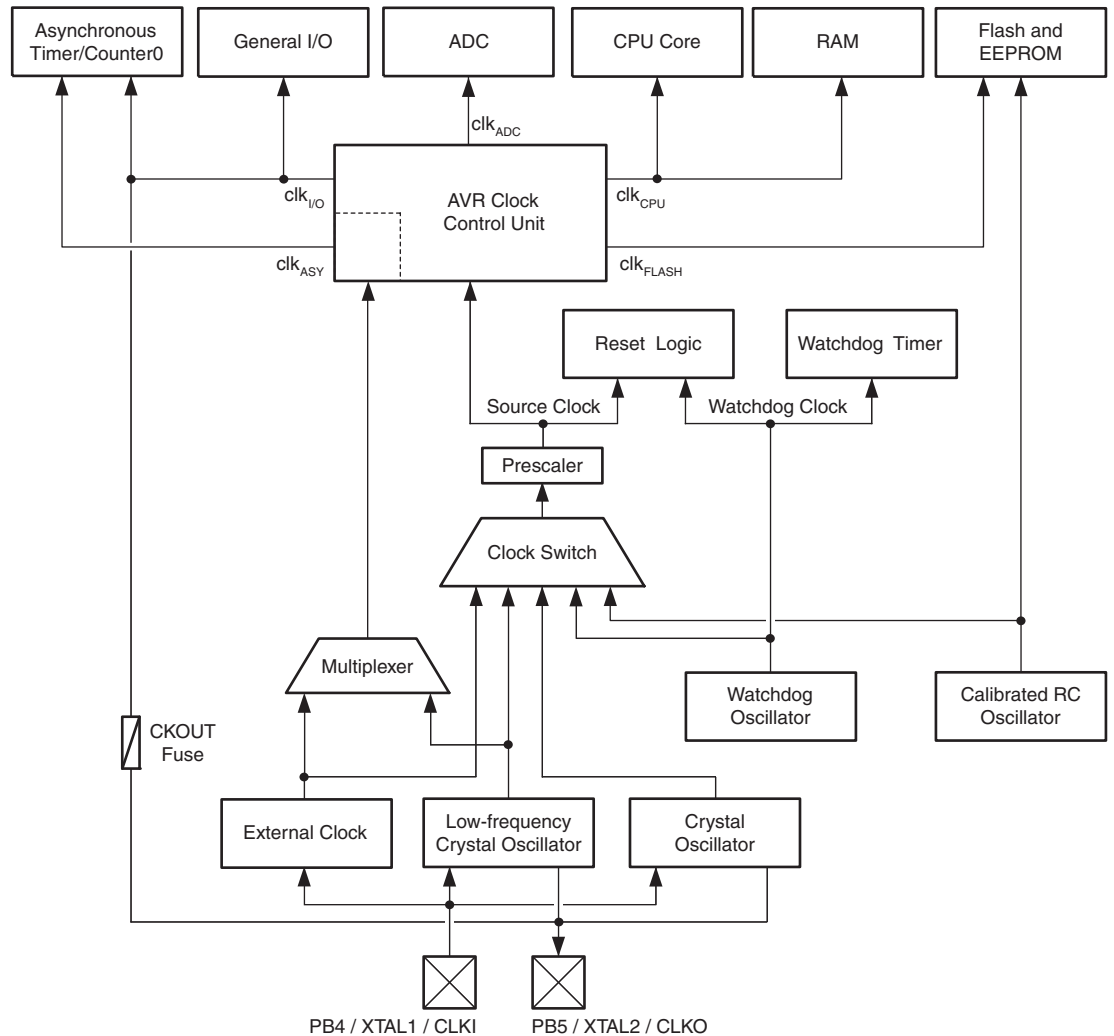 Asynchronous
Timer/Counter0
General I/O
ADC
CPU Core
RAM
Flash and
EEPROM
clkADC
clkI/O
AVR Clock
Control Unit
clkCPU
clkASY
clkFLASH
Reset Logic
Watchdog Timer
Source Clock
Watchdog Clock
Prescaler
Clock Switch
Multiplexer
Watchdog
Oscillator
Calibrated RC
Oscillator
CKOUT
Fuse
External Clock
Low-frequency
Crystal Oscillator
Crystal
Oscillator
PB4 / XTAL1 / CLKI
PB5 / XTAL2 / CLKO